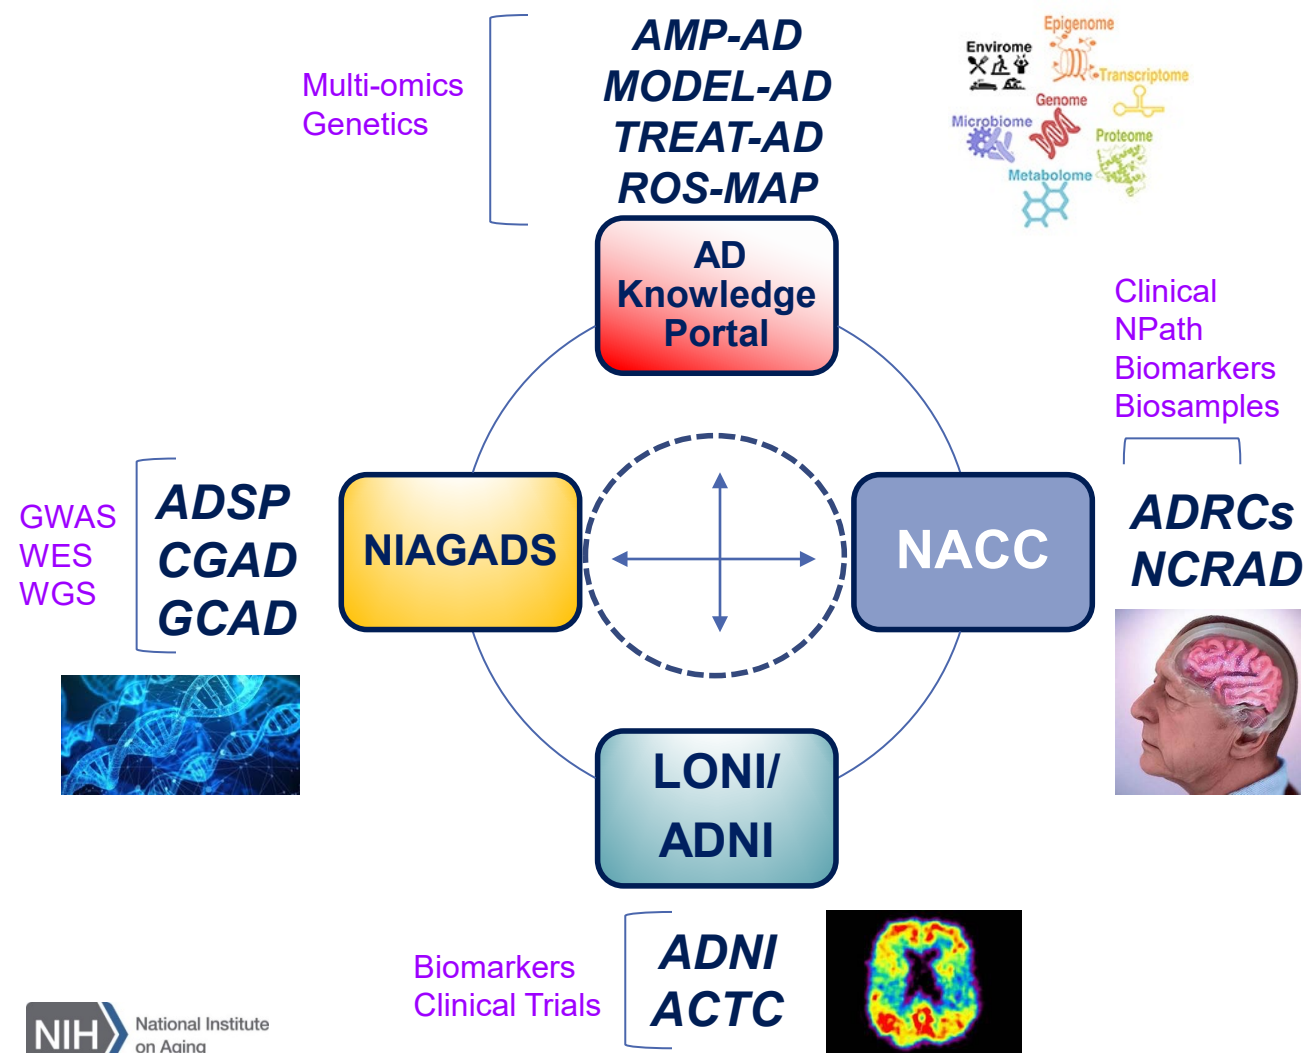 AMP-AD
MODEL-AD
TREAT-AD
ROS-MAP
Multi-omics
Genetics
Epigenome
Envirome
Transcriptome
Genome
Microbiome
Proteome
Metabolome
AD
Knowledge
Portal
Clinical
NPath
Biomarkers
Biosamples
GWAS
WES
WGS
ADSP
CGAD
GCAD
NIAGADS
NACC
ADRCs
NCRAD
LONI/
ADNI
Biomarkers
Clinical Trials
ADNI
ACTC
NIH
National Institute
on Aging